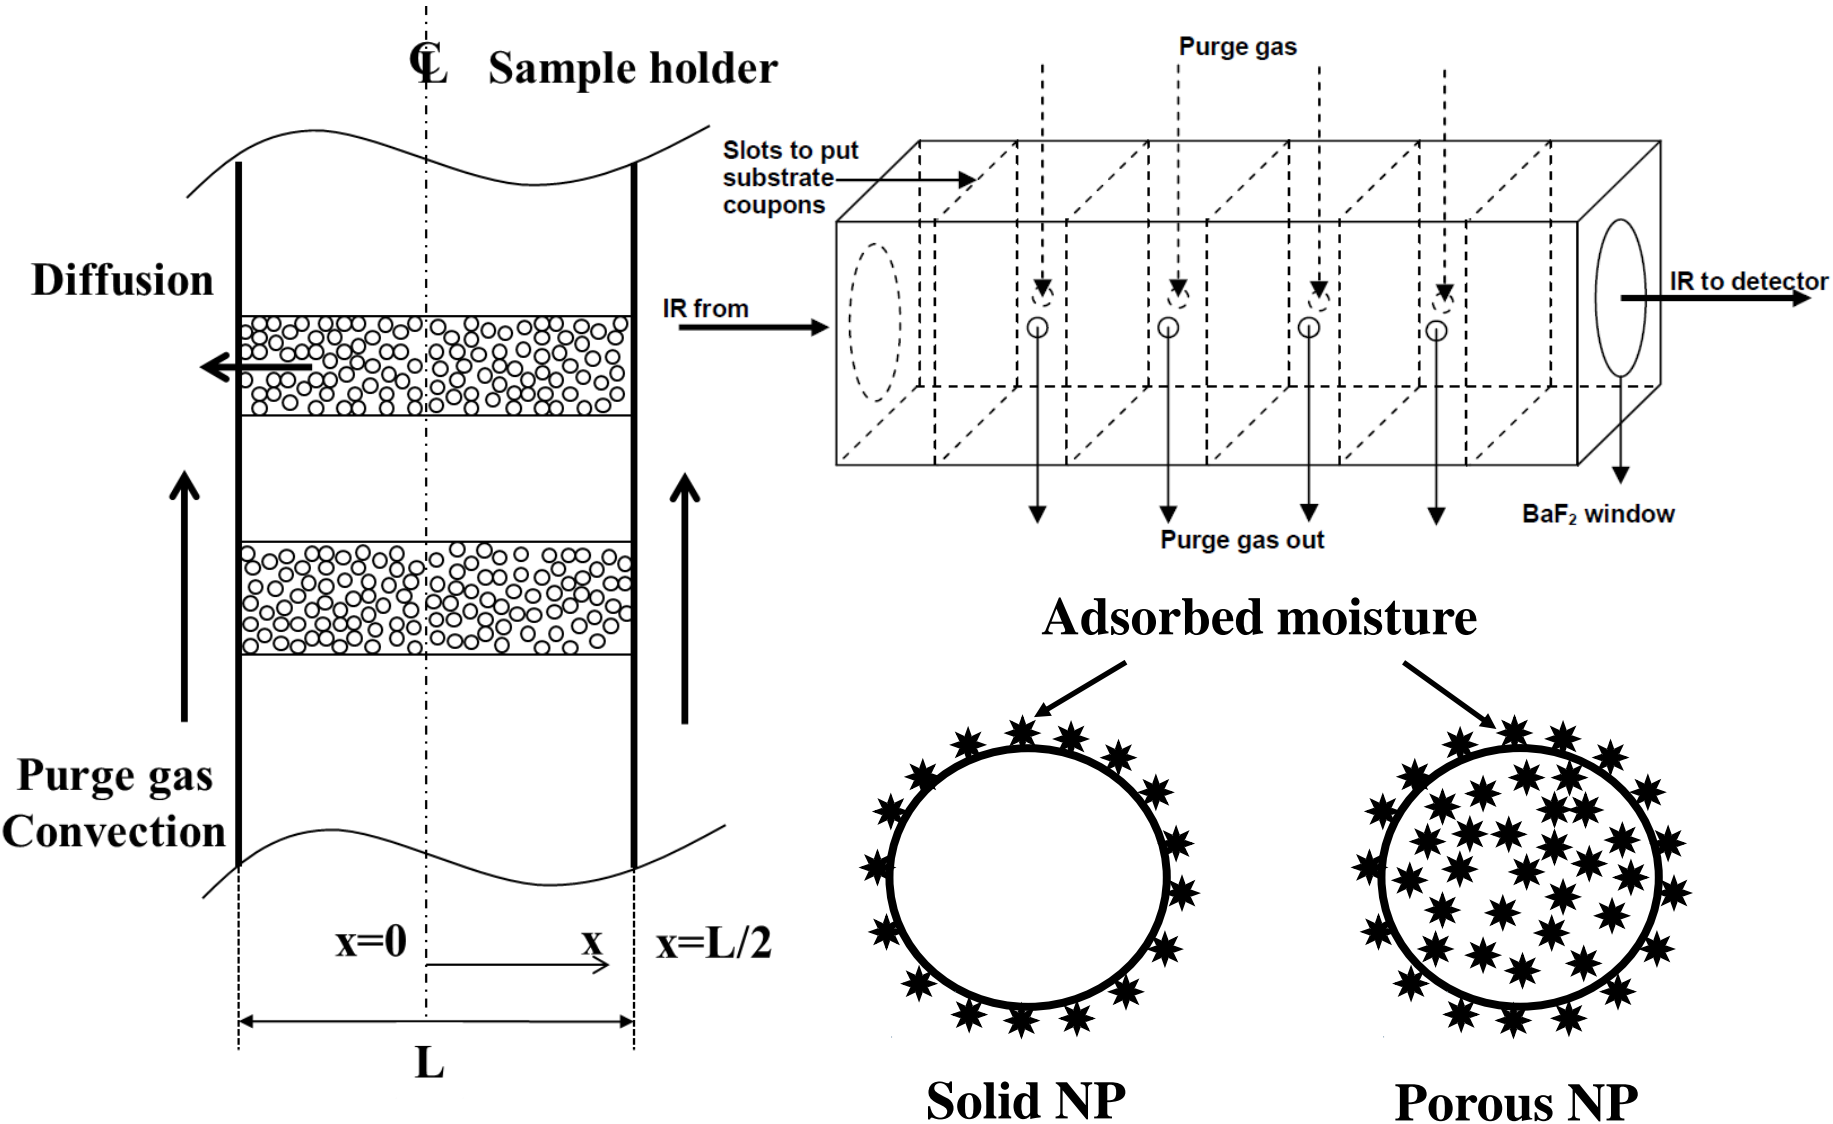 ℄ Sample holder
Diffusion
Purge gas
Convection
x=0
x
x=L/2
L
Purge gas
Slots to put
substrate
coupons
IR from
IR to detector
BaF₂ window
Purge gas out
Adsorbed moisture
Solid NP
Porous NP